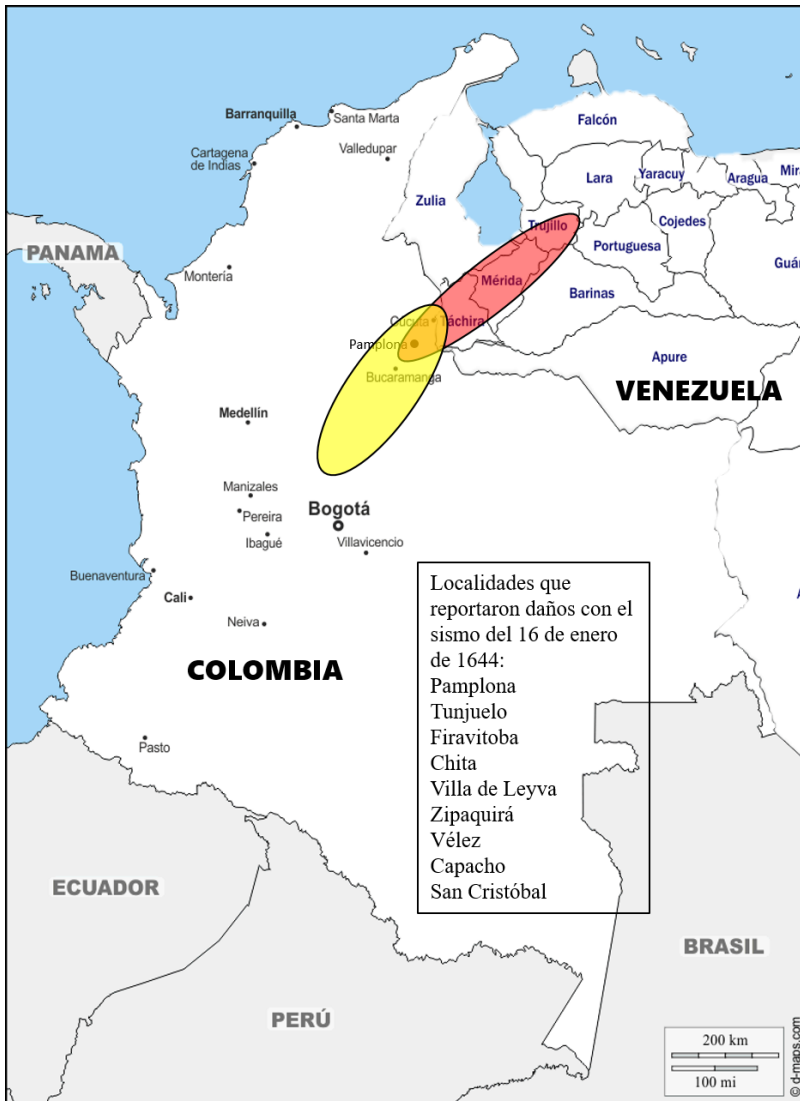 Falcón
Barranquilla
Santa Marta
Valledupar
Cartagena
de Indias
Lara
Yaracuy
Aragua
Mira
Zulia
Trujillo
Cojedes
PANAMA
Portuguesa
Guár
Montería
Mérida
Barinas
Cúcuta
Táchira
Pamplona
Apure
Bucaramanga
VENEZUELA
Medellín
Manizales
Bogotá
Pereira
Ibagué
Villavicencio
Buenaventura
Cali
Neiva
COLOMBIA
Pasto
Localidades que
reportaron daños con el
sismo del 16 de enero
de 1644:
Pamplona
Tunjuelo
Firavitoba
Chita
Villa de Leyva
Zipaquirá
Vélez
Capacho
San Cristóbal
A
ECUADOR
BRASIL
PERÚ
200 km
100 mi
© d-maps.com